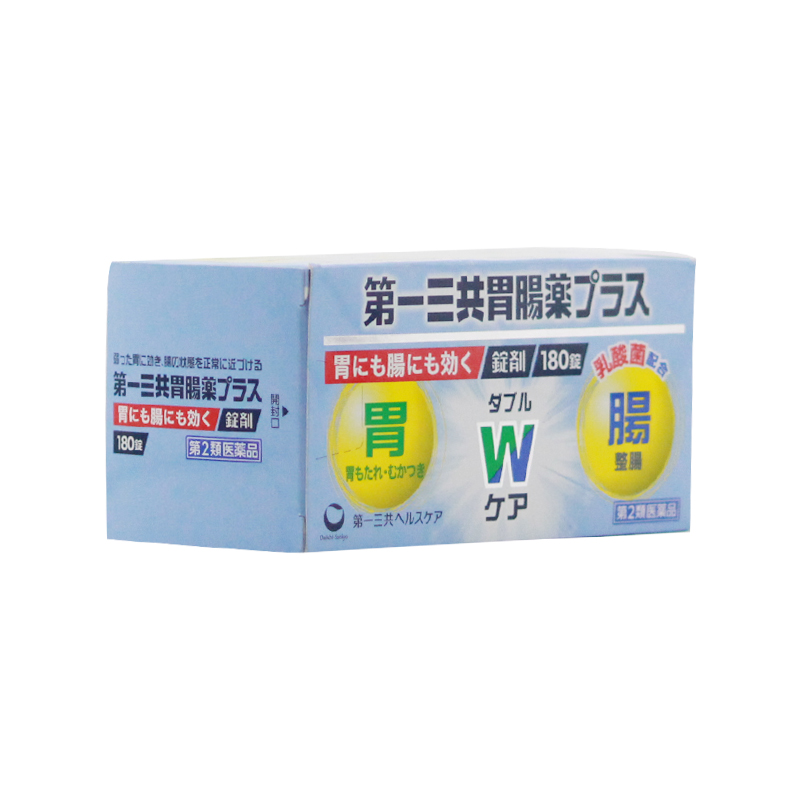 弱った胃に効き、腸の状態を正常に近づける
第一三共胃腸薬プラス
胃にも腸にも効く 錠剤
180錠 第2類医薬品
開封口
第一三共胃腸薬プラス
胃にも腸にも効く 錠剤 180錠
乳酸菌配合
胃
胃もたれ・むかつき
ダブル
W
ケア
腸
整腸
第一三共ヘルスケア
Daiichi-Sankyo
第2類医薬品